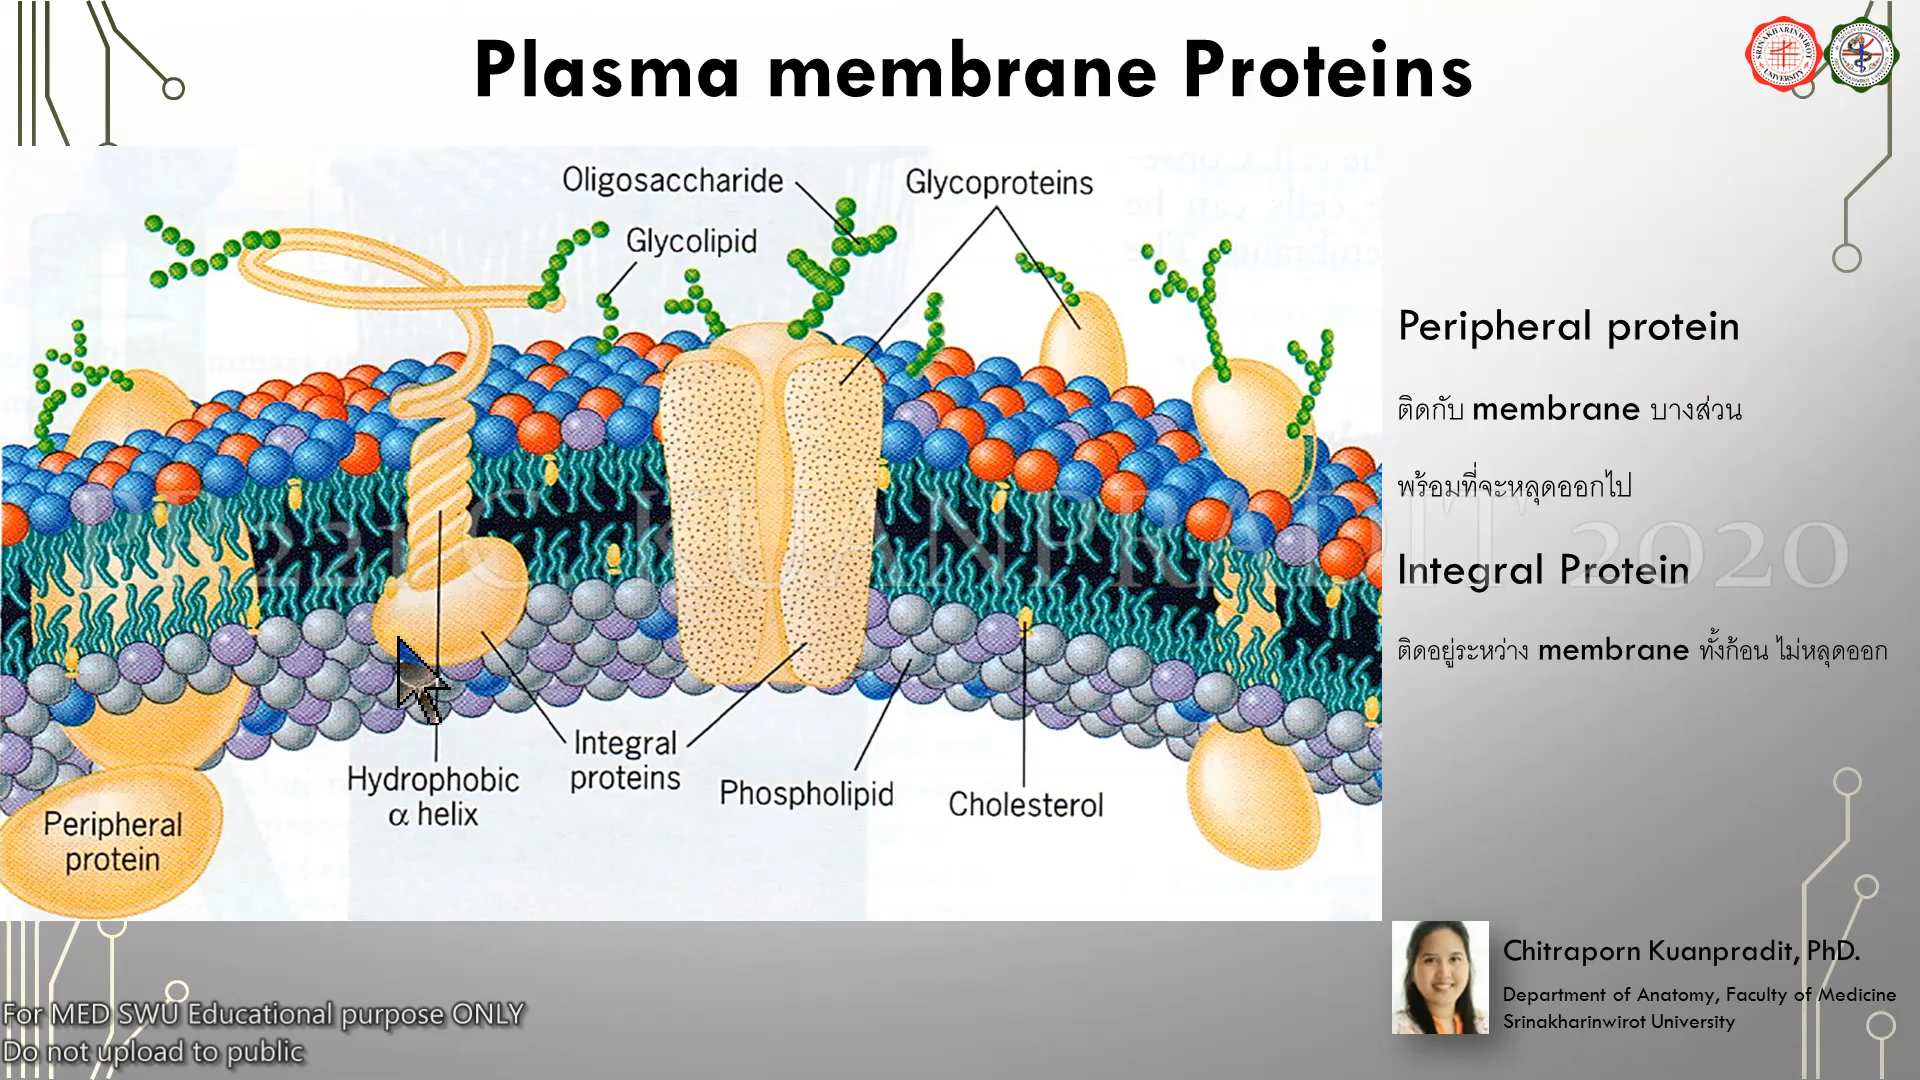 Plasma membrane Proteins
SRINAKHARINWIROT
UNIVERSITY
Oligosaccharide
Glycoproteins
Glycolipid
Peripheral protein
ติดกับ membrane บางส่วน
พร้อมที่จะหลุดออกไป
Integral Protein
ติดอยู่ระหว่าง membrane ทั้งก้อน ไม่หลุดออก
KUANPRADIT 2020
Integral
proteins
Hydrophobic
α helix
Phospholipid
Cholesterol
Peripheral
protein
Chitraporn Kuanpradit, PhD.
Department of Anatomy, Faculty of Medicine
Srinakharinwirot University
For MED SWU Educational purpose ONLY
Do not upload to public